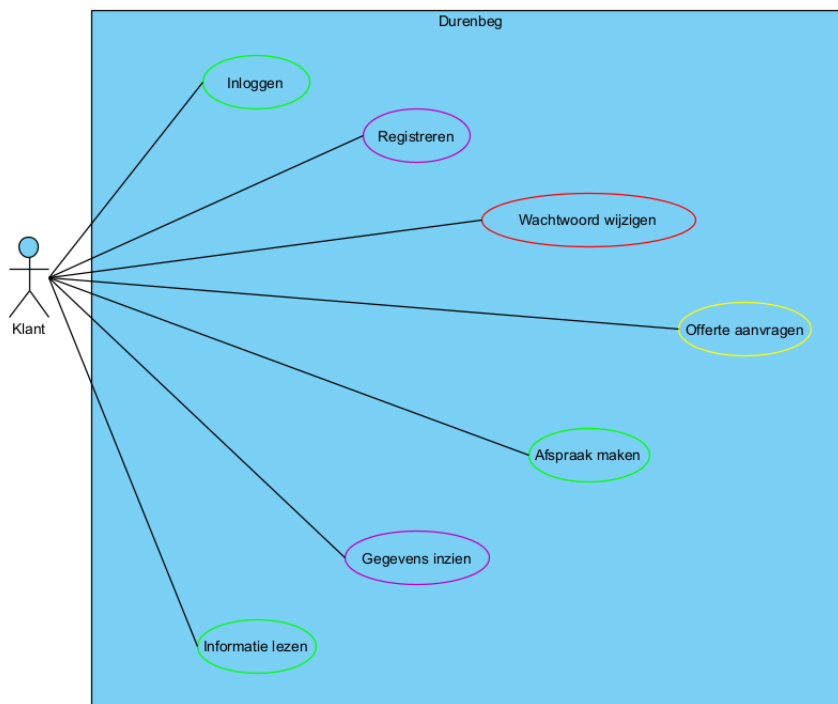 Durenbeg
Inloggen
Registreren
Wachtwoord wijzigen
Klant
Offerte aanvragen
Afspraak maken
Gegevens inzien
Informatie lezen